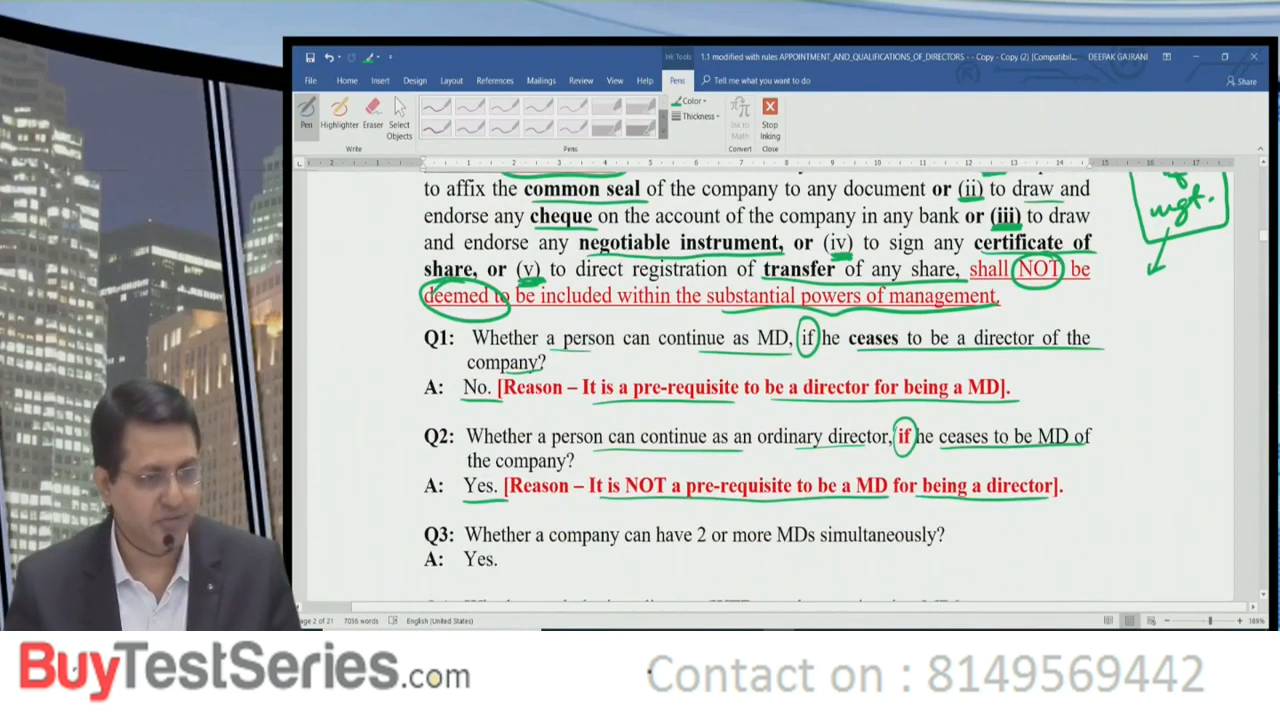 Ink Tools
1.1 modified with rules APPOINTMENT_AND_QUALIFICATIONS_OF_DIRECTORS - - Copy - Copy (2) [Compatibil...
DEEPAK GAJRANI
File Home Insert Design Layout References Mailings Review View Help Pens Tell me what you want to do
Share
Pen Highlighter Eraser Select Objects
Color
Thickness
Ink to Math
Stop Inking
Write Pens Convert Close
mgt.
to affix the common seal of the company to any document or (ii) to draw and
endorse any cheque on the account of the company in any bank or (iii) to draw
and endorse any negotiable instrument, or (iv) to sign any certificate of
share, or (v) to direct registration of transfer of any share, shall NOT be
deemed to be included within the substantial powers of management.
Q1: Whether a person can continue as MD, if he ceases to be a director of the
company?
A: No. [Reason – It is a pre-requisite to be a director for being a MD].
Q2: Whether a person can continue as an ordinary director, if he ceases to be MD of
the company?
A: Yes. [Reason – It is NOT a pre-requisite to be a MD for being a director].
Q3: Whether a company can have 2 or more MDs simultaneously?
A: Yes.
Page 2 of 21 7036 words English (United States)
189%
BuyTestSeries.com
Contact on : 8149569442